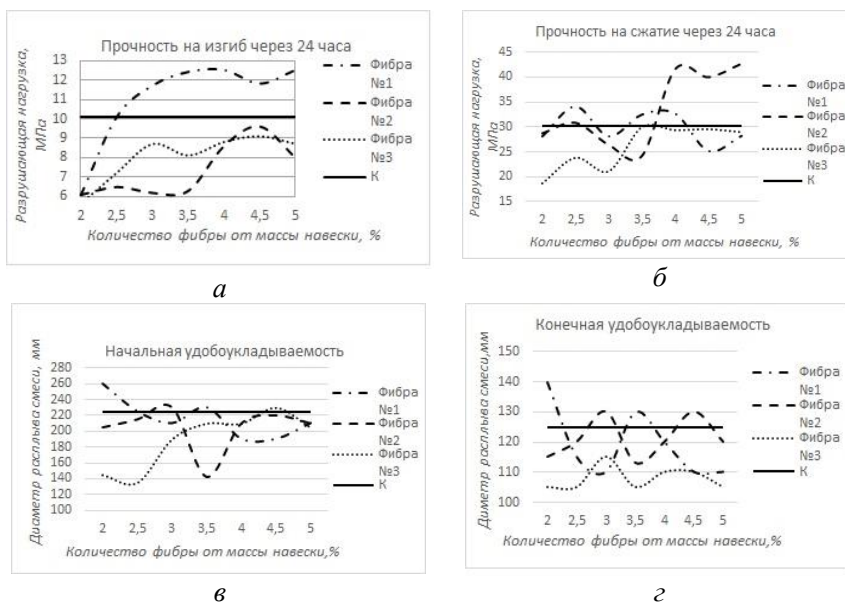 Прочность на изгиб через 24 часа
Разрушающая нагрузка,
МПа
13
12
11
10
9
8
7
6
2 2,5 3 3,5 4 4,5 5
Количество фибры от массы навески, %
Фибра
№1
Фибра
№2
Фибра
№3
К
а
Прочность на сжатие через 24 часа
Разрушающая нагрузка,
МПа
45
40
35
30
25
20
15
2 2,5 3 3,5 4 4,5 5
Количество фибры от массы навески, %
Фибра
№1
Фибра
№2
Фибра
№3
К
б
Начальная удобоукладываемость
Диаметр расплыва смеси, мм
280
260
240
220
200
180
160
140
120
100
2 2,5 3 3,5 4 4,5 5
Количество фибры от массы навески,%
Фибра
№1
Фибра
№2
Фибра
№3
К
в
Конечная удобоукладываемость
Диметр расплыва смеси,мм
150
140
130
120
110
100
2 2,5 3 3,5 4 4,5 5
Количество фибры от массы навески,%
Фибра
№1
Фибра
№2
Фибра
№3
К
г